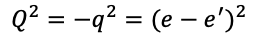 Q² = −q² = (e − e′)²